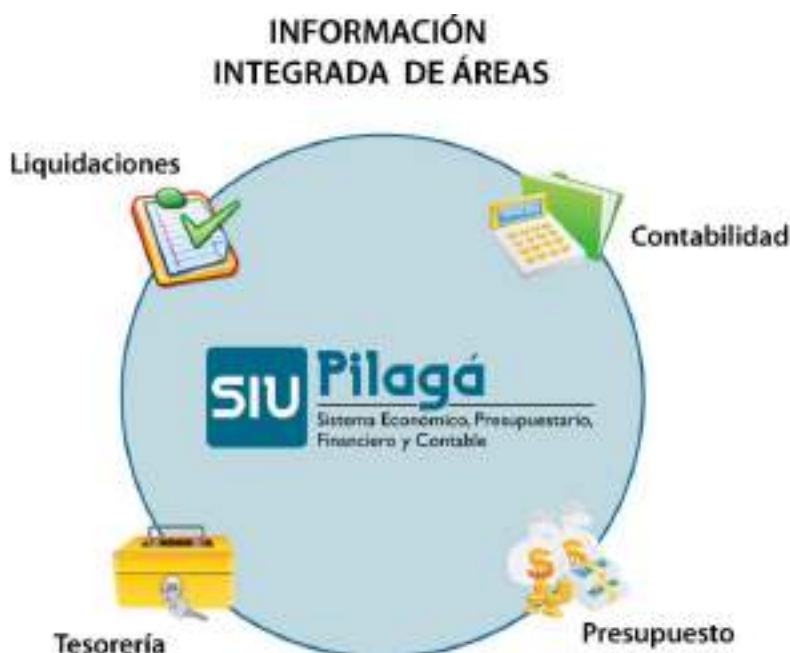 INFORMACIÓN
INTEGRADA DE ÁREAS
Liquidaciones
Contabilidad
SIU Pilagá
Sistema Económico, Presupuestario,
Financiero y Contable
Tesorería
Presupuesto